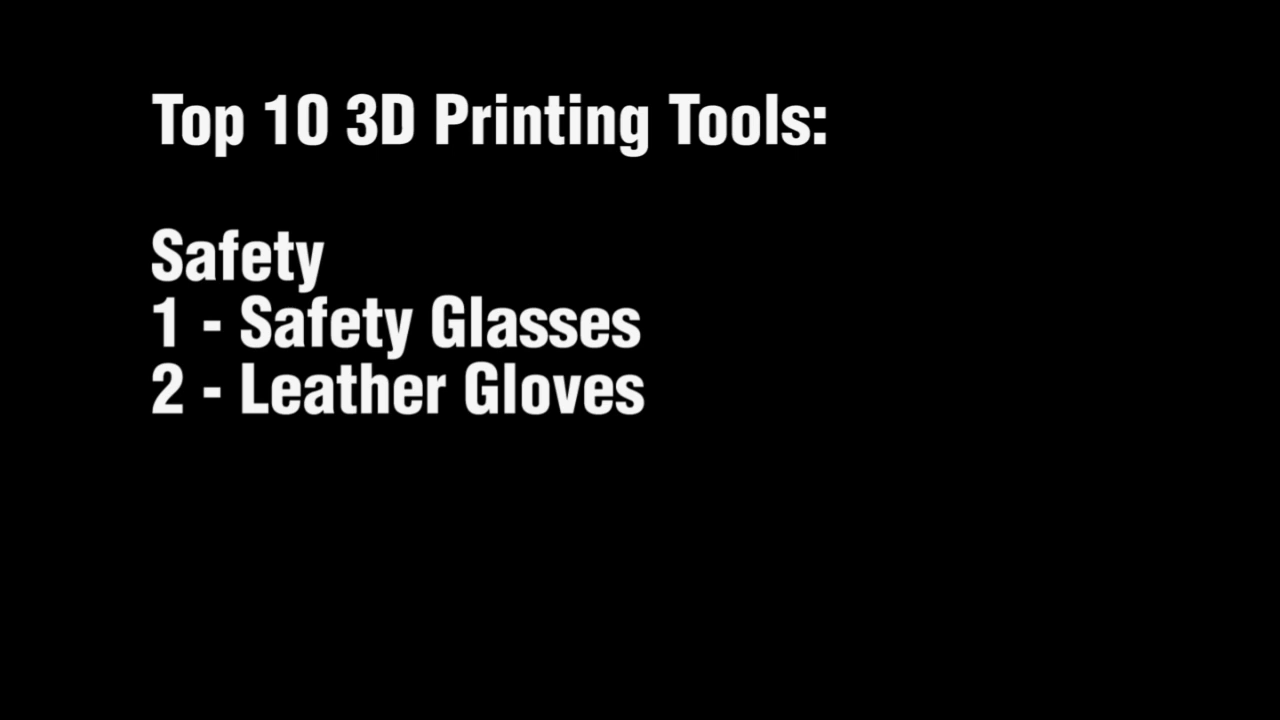 Top 10 3D Printing Tools:
Safety
1 - Safety Glasses
2 - Leather Gloves